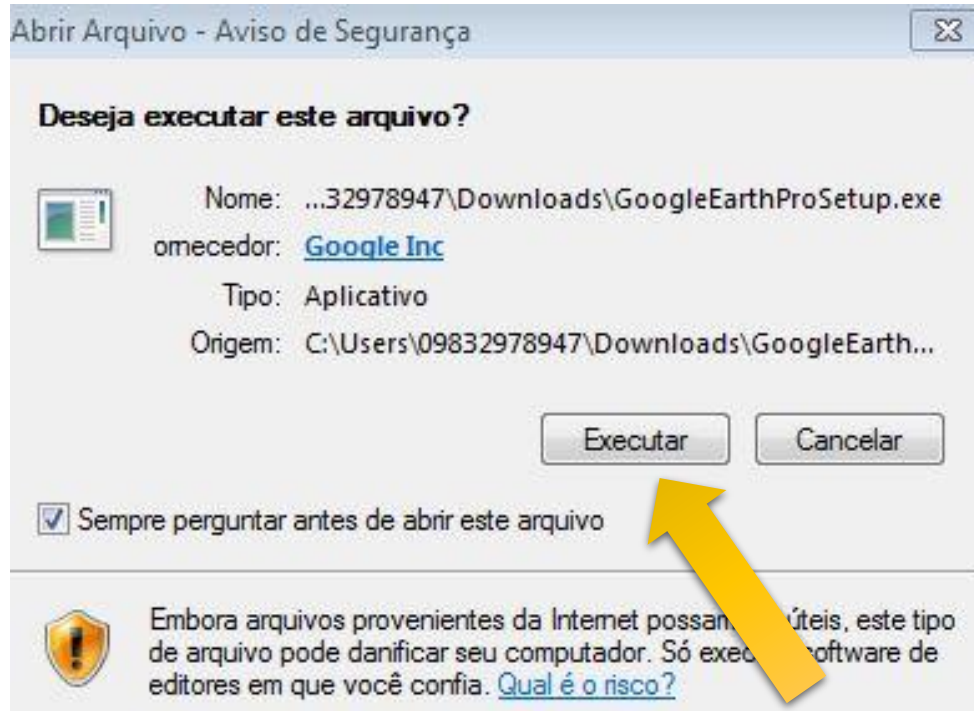 Abrir Arquivo - Aviso de Segurança
Deseja executar este arquivo?
Nome: ...32978947\Downloads\GoogleEarthProSetup.exe
ornecedor: Google Inc
Tipo: Aplicativo
Origem: C:\Users\09832978947\Downloads\GoogleEarth...
Executar Cancelar
Sempre perguntar antes de abrir este arquivo
Embora arquivos provenientes da Internet possam úteis, este tipo
de arquivo pode danificar seu computador. Só software de
editores em que você confia. Qual é o risco?